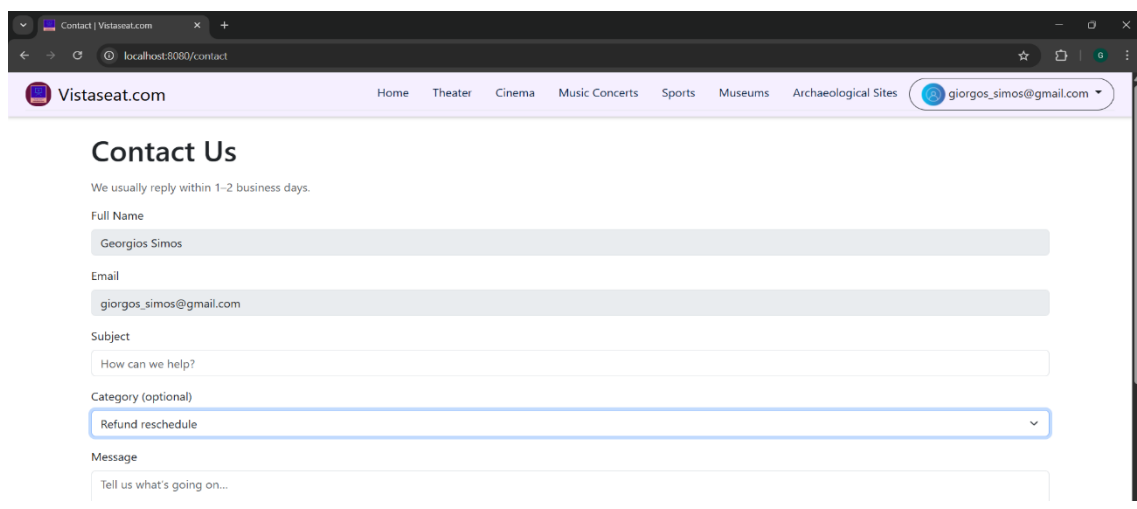 Contact | Vistaseat.com
localhost:8080/contact
G
Vistaseat.com Home Theater Cinema Music Concerts Sports Museums Archaeological Sites giorgos_simos@gmail.com
Contact Us
We usually reply within 1–2 business days.
Full Name
Georgios Simos
Email
giorgos_simos@gmail.com
Subject
How can we help?
Category (optional)
Refund reschedule
Message
Tell us what's going on...